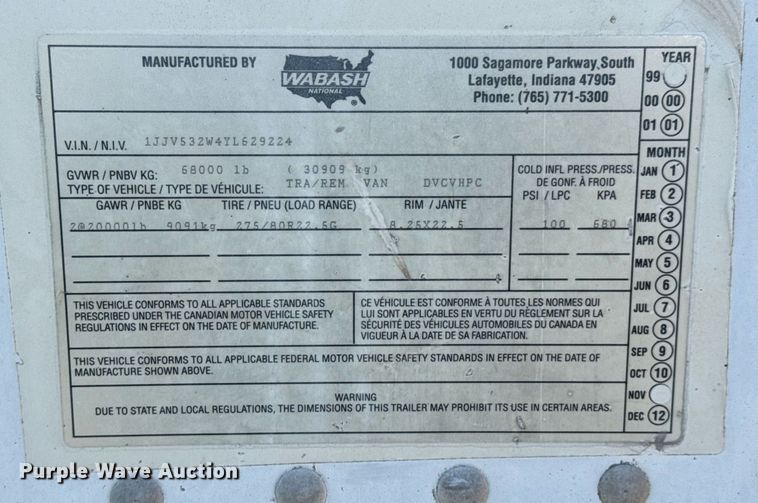 MANUFACTURED BY
WABASH
NATIONAL
1000 Sagamore Parkway, South
Lafayette, Indiana 47905
Phone: (765) 771-5300
V.I.N. / N.I.V. 1JJV532W4YL629224
GVWR / PNBV KG: 68000 lb ( 30909 kg)
TYPE OF VEHICLE / TYPE DE VÉHICULE: TRA/REM VAN DVCVHPC
COLD INFL PRESS./PRESS.
DE GONF. À FROID
PSI / LPC KPA
GAWR / PNBE KG TIRE / PNEU (LOAD RANGE) RIM / JANTE
2@20000lb 9091kg 275/80R22.5G 8.25X22.5 100 680
THIS VEHICLE CONFORMS TO ALL APPLICABLE STANDARDS
PRESCRIBED UNDER THE CANADIAN MOTOR VEHICLE SAFETY
REGULATIONS IN EFFECT ON THE DATE OF MANUFACTURE.
CE VÉHICULE EST CONFORME À TOUTES LES NORMES QUI
LUI SONT APPLICABLES EN VERTU DU RÈGLEMENT SUR LA
SÉCURITÉ DES VÉHICULES AUTOMOBILES DU CANADA EN
VIGUEUR À LA DATE DE SA FABRICATION.
THIS VEHICLE CONFORMS TO ALL APPLICABLE FEDERAL MOTOR VEHICLE SAFETY STANDARDS IN EFFECT ON THE DATE OF
MANUFACTURE SHOWN ABOVE.
WARNING
DUE TO STATE AND LOCAL REGULATIONS, THE DIMENSIONS OF THIS TRAILER MAY PROHIBIT ITS USE IN CERTAIN AREAS.
YEAR
99
00 00
01 01
MONTH
JAN 1
FEB 2
MAR 3
APR 4
MAY 5
JUN 6
JUL 7
AUG 8
SEP 9
OCT 10
NOV
DEC 12
Purple Wave Auction